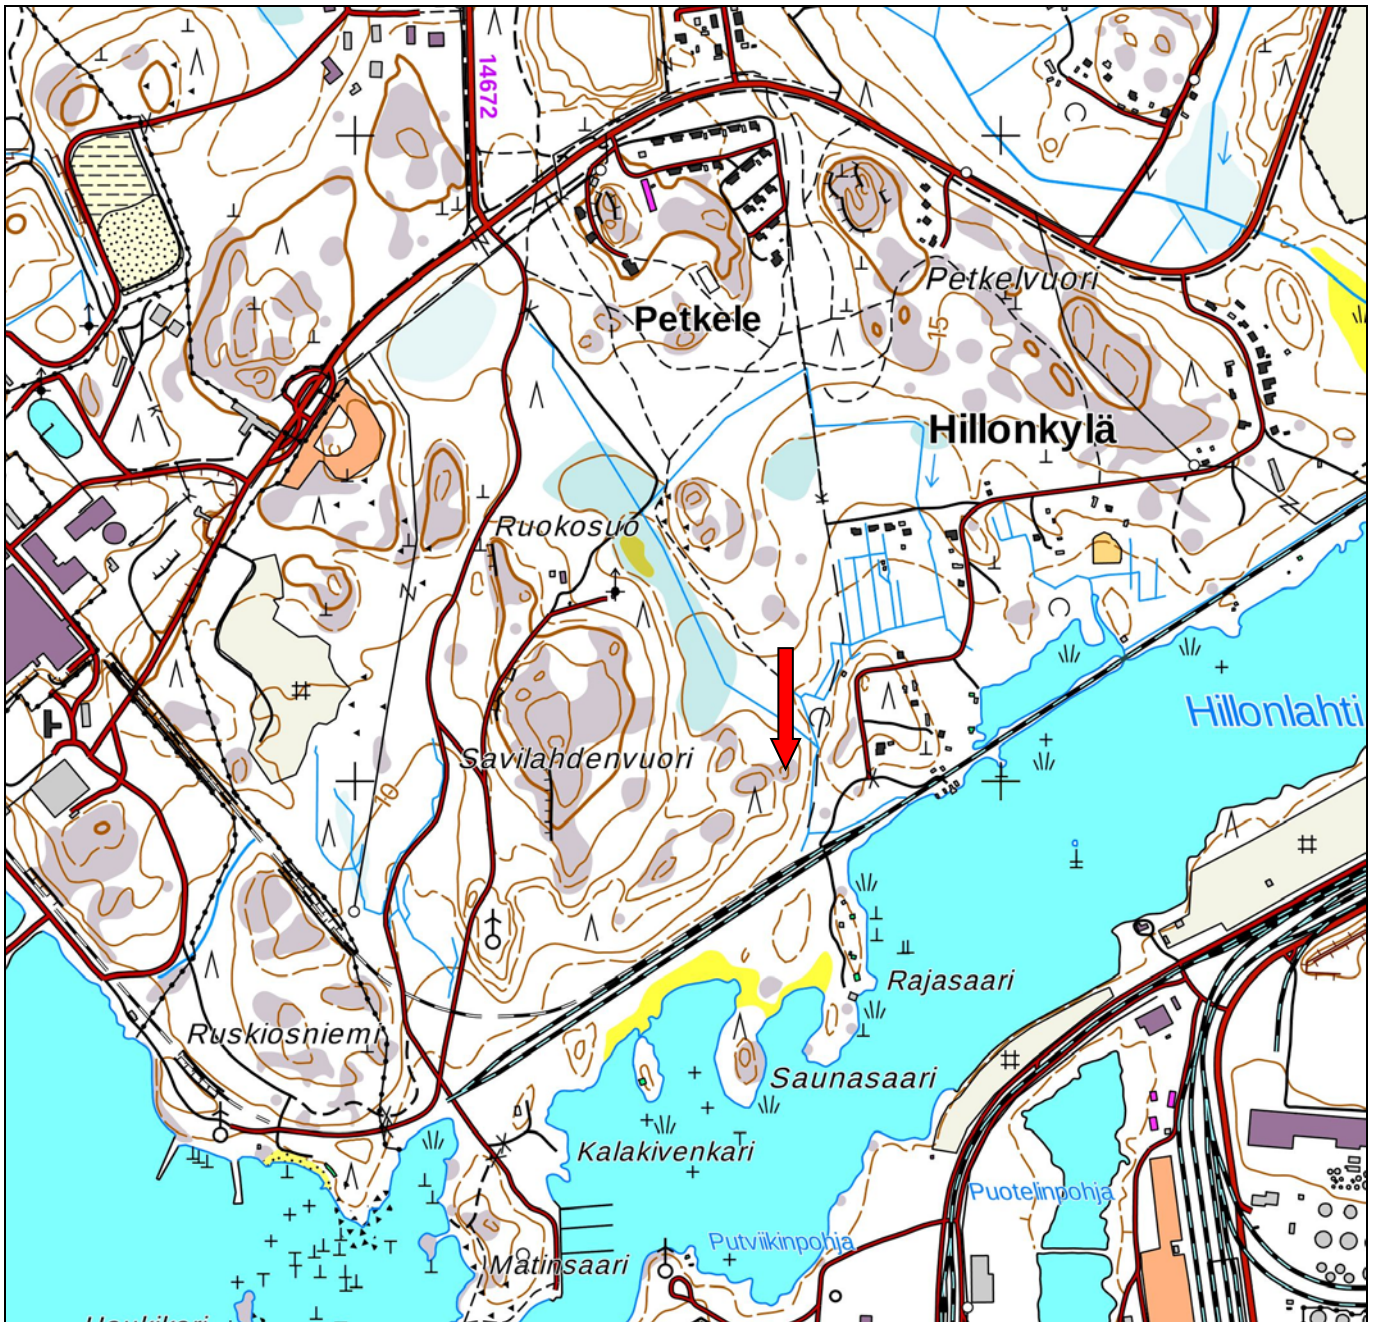 14672
Petkelvuori
15
Petkele
Hillonkylä
Ruokosuo
Hillonlahti
Savilahdenvuori
10
Rajasaari
Ruskiosniemi
Saunasaari
Kalakivenkari
Puotelinpohja
Putviikinpohja
Matinsaari